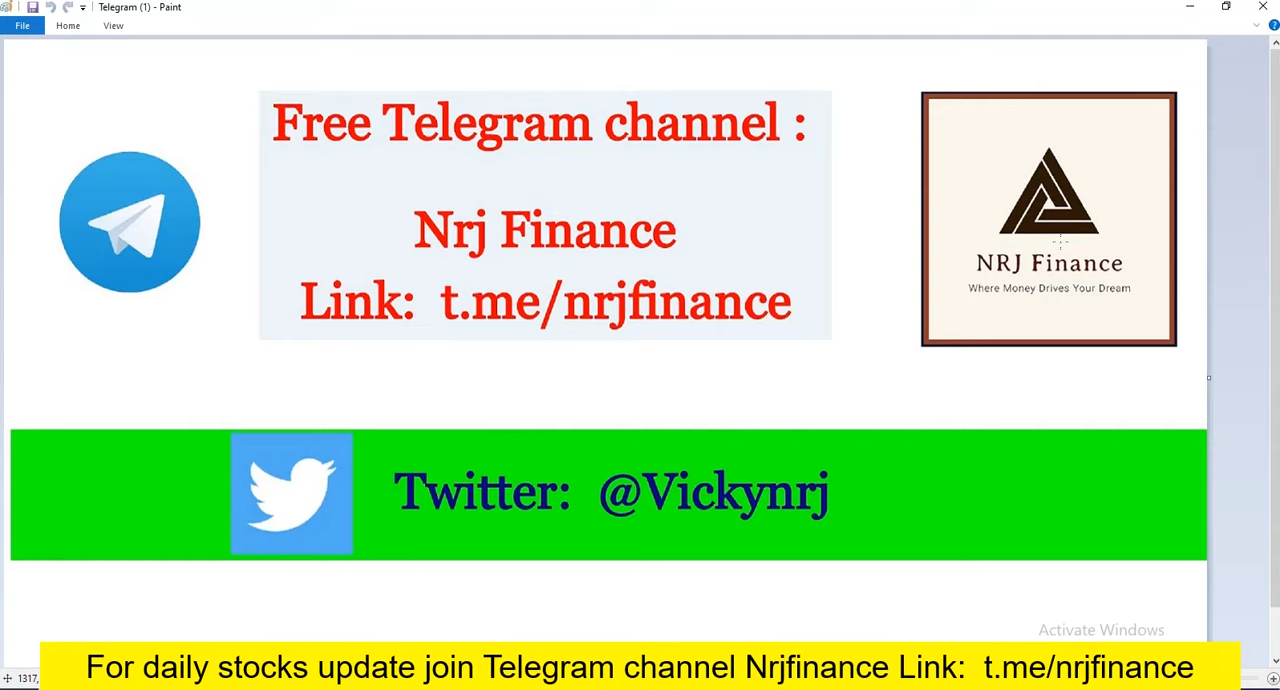 Telegram (1) - Paint
File Home View
Free Telegram channel :
Nrj Finance
Link: t.me/nrjfinance
NRJ Finance
Where Money Drives Your Dream
Twitter: @Vickynrj
Activate Windows
For daily stocks update join Telegram channel Nrjfinance Link: t.me/nrjfinance
1317,